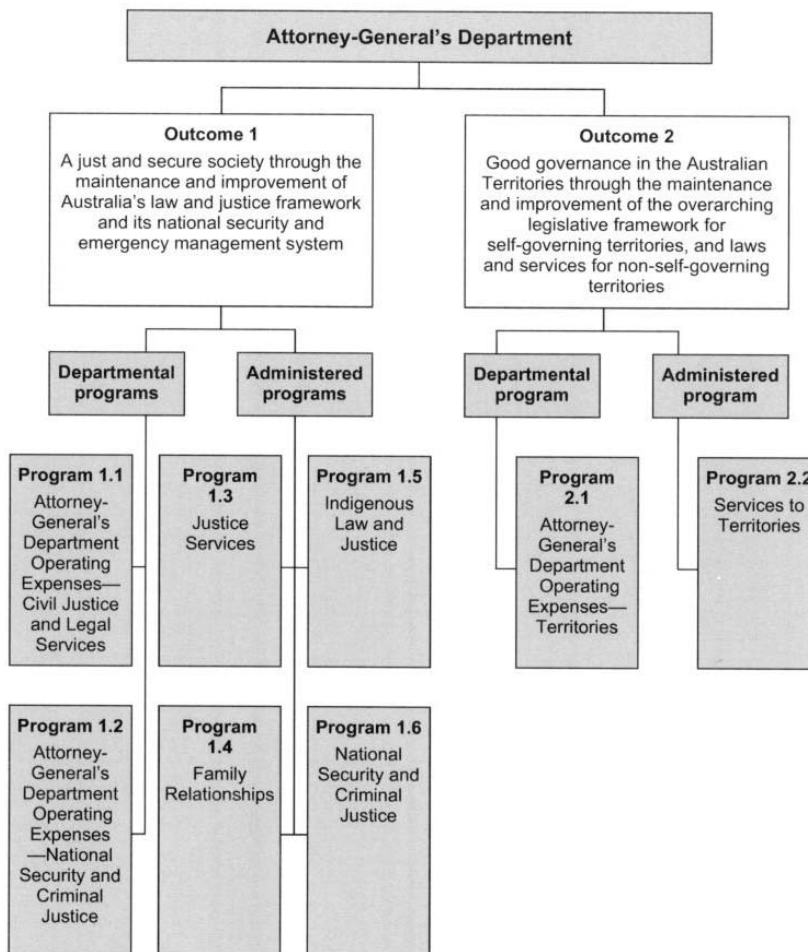 Attorney-General's Department
Outcome 1
A just and secure society through the
maintenance and improvement of
Australia's law and justice framework
and its national security and
emergency management system
Outcome 2
Good governance in the Australian
Territories through the maintenance
and improvement of the overarching
legislative framework for
self-governing territories, and laws
and services for non-self-governing
territories
Departmental
programs
Administered
programs
Departmental
program
Administered
program
Program 1.1
Attorney-
General's
Department
Operating
Expenses—
Civil Justice
and Legal
Services
Program
1.3
Justice
Services
Program 1.5
Indigenous
Law and
Justice
Program
2.1
Attorney-
General's
Department
Operating
Expenses—
Territories
Program 2.2
Services to
Territories
Program 1.2
Attorney-
General's
Department
Operating
Expenses
—National
Security and
Criminal
Justice
Program
1.4
Family
Relationships
Program 1.6
National
Security and
Criminal
Justice